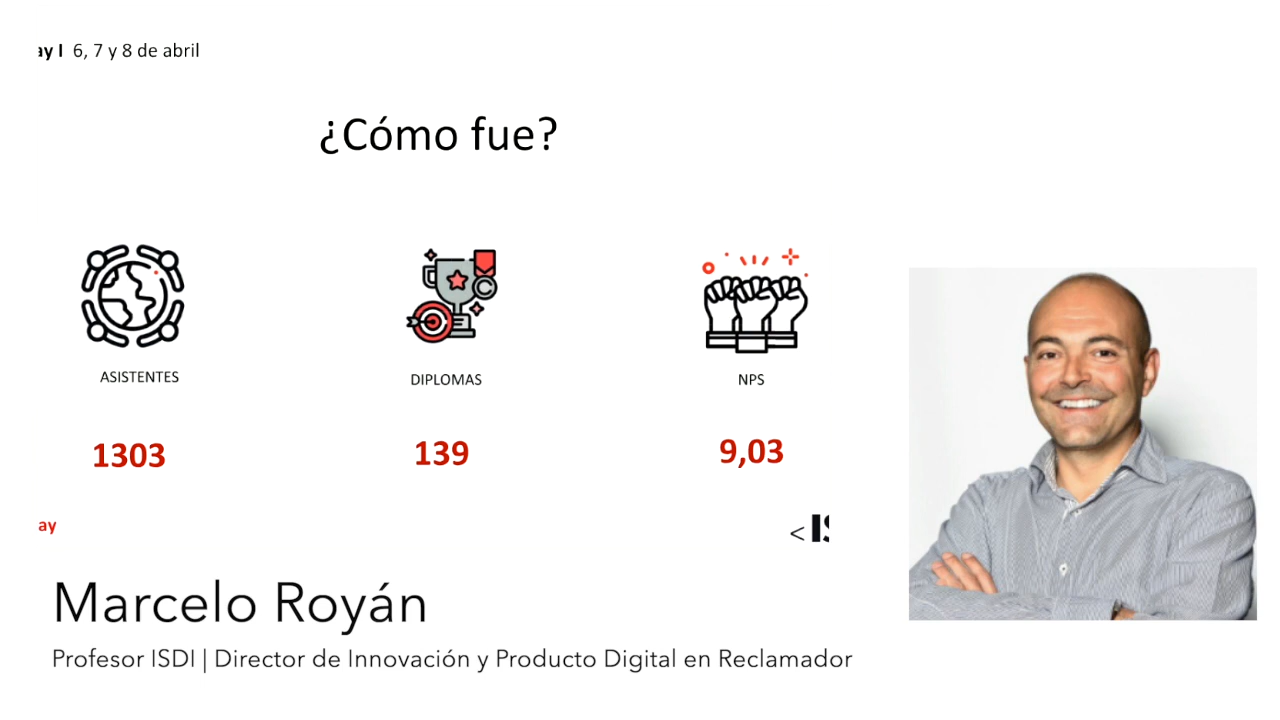 ay I 6, 7 y 8 de abril
¿Cómo fue?
ASISTENTES
DIPLOMAS
NPS
1303
139
9,03
ay
< IS
Marcelo Royán
Profesor ISDI | Director de Innovación y Producto Digital en Reclamador